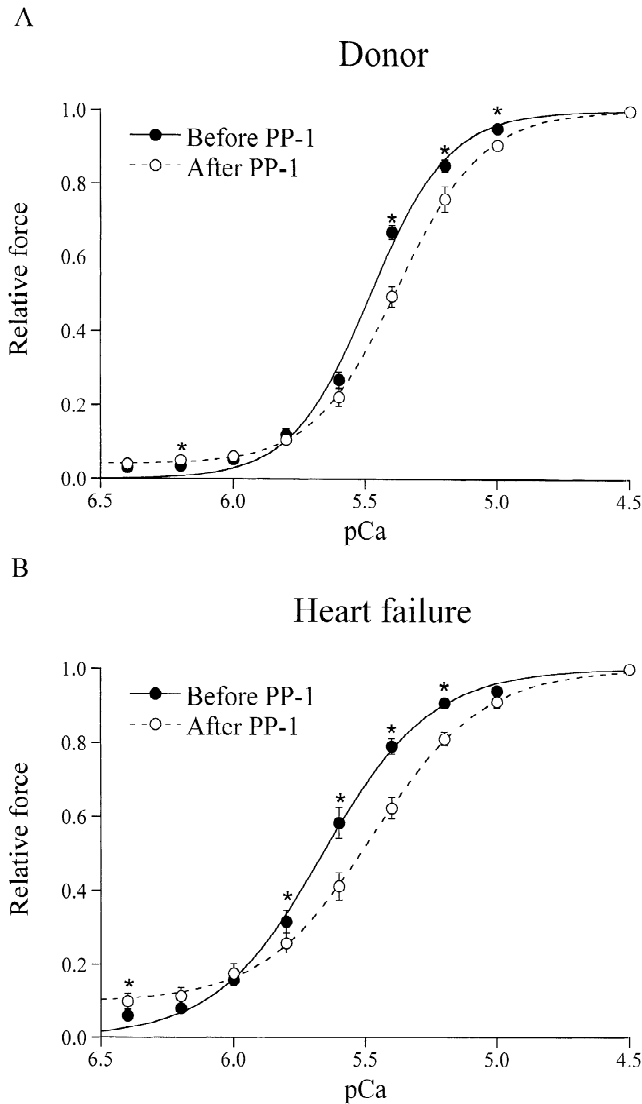 A
Donor
Before PP-1
After PP-1
Relative force
1.0
0.8
0.6
0.4
0.2
0.0
* * * *
6.5 6.0 5.5 5.0 4.5
pCa
B
Heart failure
Before PP-1
After PP-1
Relative force
1.0
0.8
0.6
0.4
0.2
0.0
* * * * *
6.5 6.0 5.5 5.0 4.5
pCa